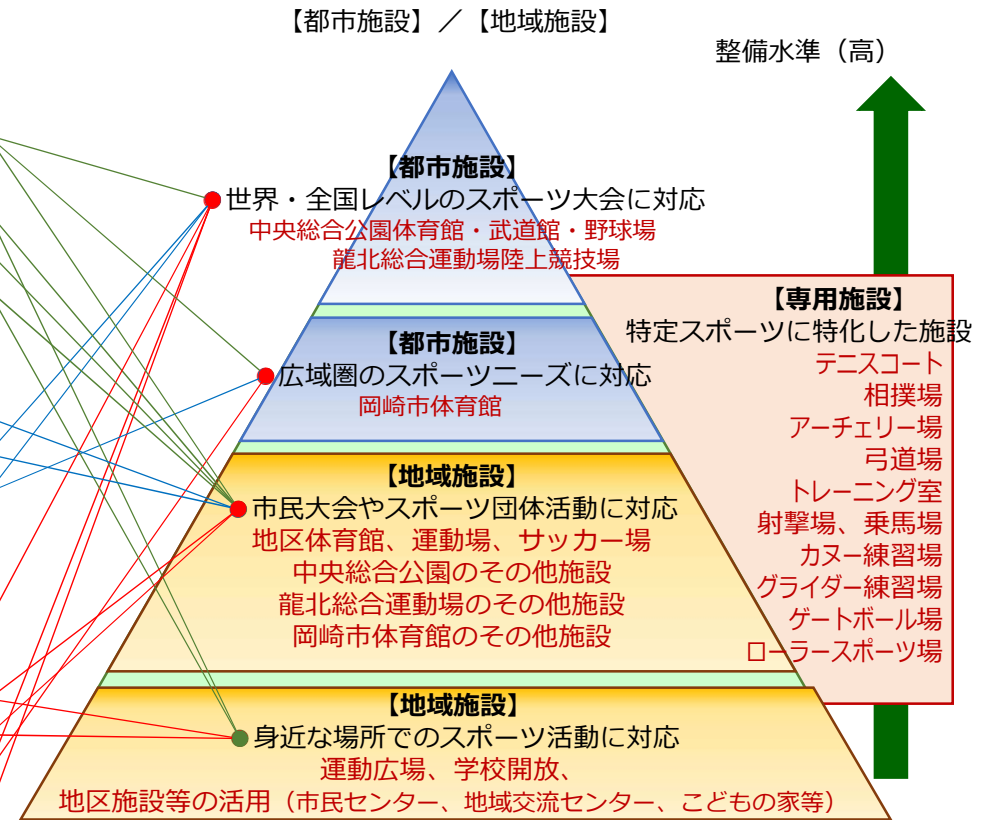 【都市施設】／【地域施設】
整備水準（高）
【都市施設】
世界・全国レベルのスポーツ大会に対応
中央総合公園体育館・武道館・野球場
龍北総合運動場陸上競技場
【都市施設】
広域圏のスポーツニーズに対応
岡崎市体育館
【地域施設】
市民大会やスポーツ団体活動に対応
地区体育館、運動場、サッカー場
中央総合公園のその他施設
龍北総合運動場のその他施設
岡崎市体育館のその他施設
【地域施設】
身近な場所でのスポーツ活動に対応
運動広場、学校開放、
地区施設等の活用（市民センター、地域交流センター、こどもの家等）
【専用施設】
特定スポーツに特化した施設
テニスコート
相撲場
アーチェリー場
弓道場
トレーニング室
射撃場、乗馬場
カヌー練習場
グライダー練習場
ゲートボール場
ローラースポーツ場